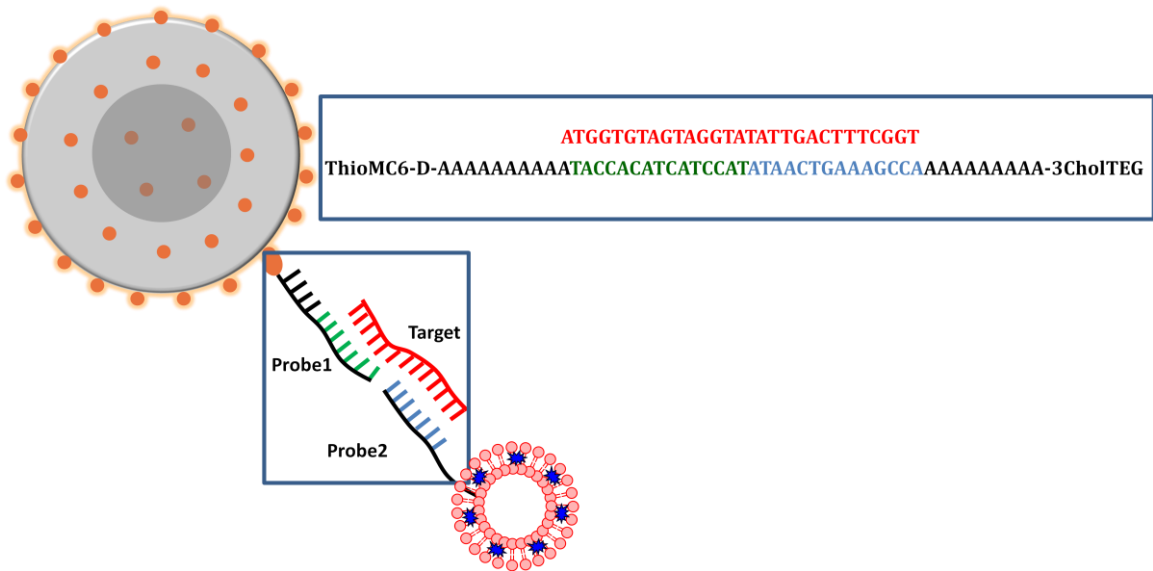 ATGGTGTAGTAGGTATATTGACTTTCGGT
ThioMC6-D-AAAAAAAAAATACCACATCATCCATATAACTGAAAGCCAAAAAAAAAA-3CholTEG
Target
Probe1
Probe2